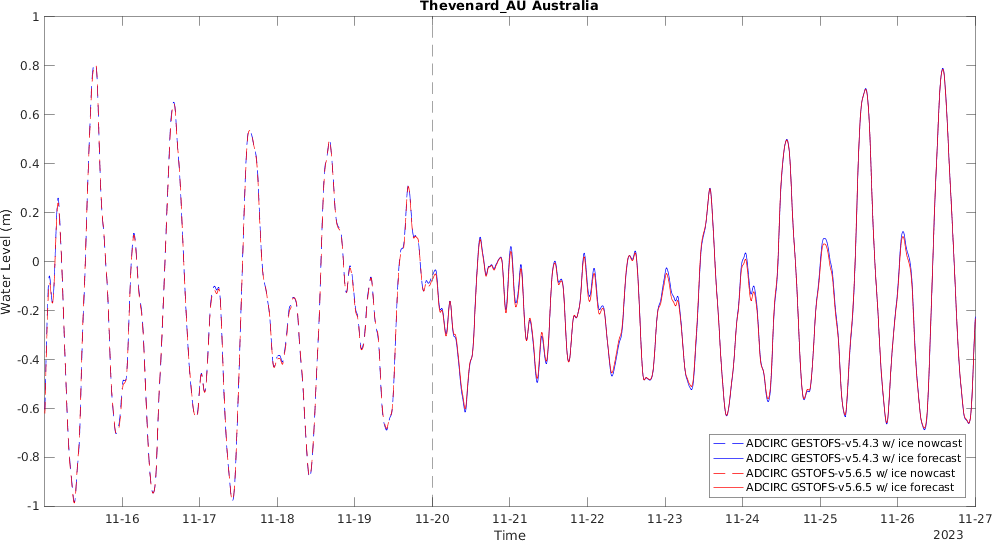 Thevenard_AU Australia
1
0.8
0.6
0.4
0.2
0
-0.2
-0.4
-0.6
-0.8
-1
Water Level (m)
11-16 11-17 11-18 11-19 11-20 11-21 11-22 11-23 11-24 11-25 11-26 11-27
Time
2023
ADCIRC GESTOFS-v5.4.3 w/ ice nowcast
ADCIRC GESTOFS-v5.4.3 w/ ice forecast
ADCIRC GSTOFS-v5.6.5 w/ ice nowcast
ADCIRC GSTOFS-v5.6.5 w/ ice forecast